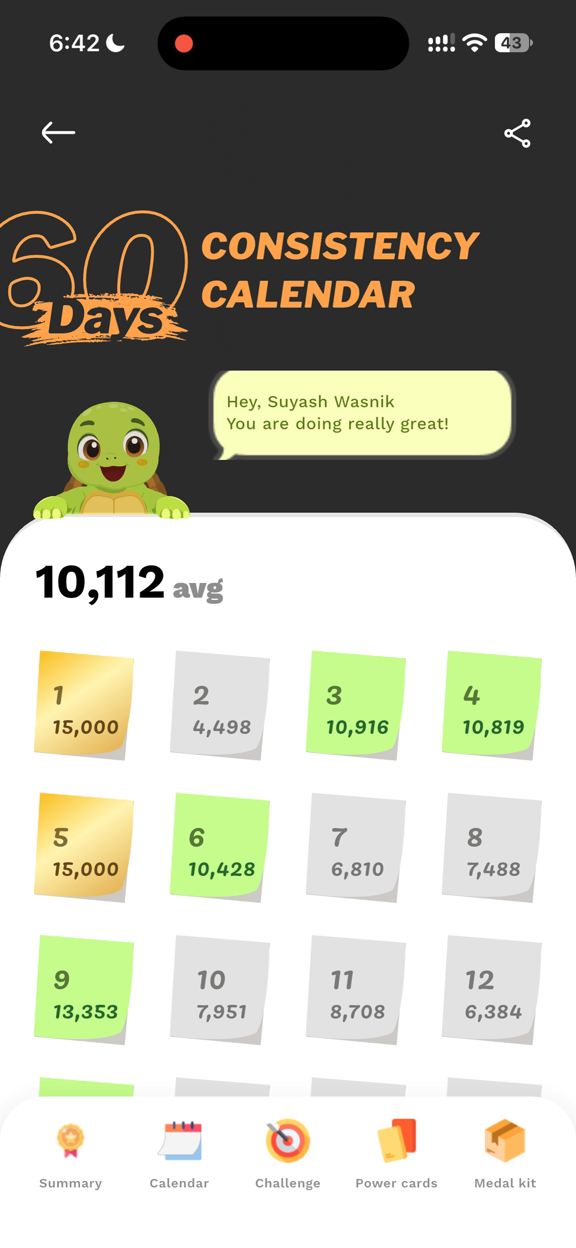 6:42
43
60
Days
CONSISTENCY
CALENDAR
Hey, Suyash Wasnik
You are doing really great!
10,112 avg
1
15,000
2
4,498
3
10,916
4
10,819
5
15,000
6
10,428
7
6,810
8
7,488
9
13,353
10
7,951
11
8,708
12
6,384
Summary
Calendar
Challenge
Power cards
Medal kit